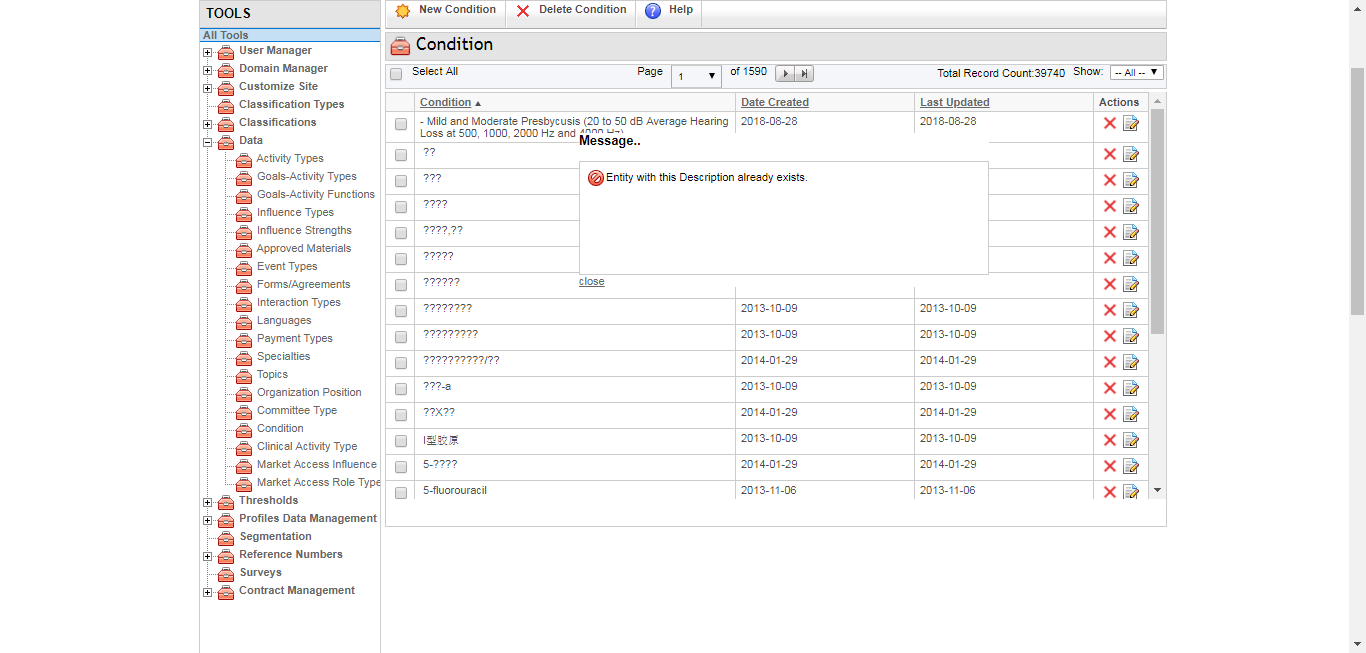 TOOLS
All Tools
User Manager
Domain Manager
Customize Site
Classification Types
Classifications
Data
Activity Types
Goals-Activity Types
Goals-Activity Functions
Influence Types
Influence Strengths
Approved Materials
Event Types
Forms/Agreements
Interaction Types
Languages
Payment Types
Specialties
Topics
Organization Position
Committee Type
Condition
Clinical Activity Type
Market Access Influence
Market Access Role Type
Thresholds
Profiles Data Management
Segmentation
Reference Numbers
Surveys
Contract Management
New Condition Delete Condition Help
Condition
Select All Page 1 of 1590 Total Record Count:39740 Show: -- All --
Condition Date Created Last Updated Actions
- Mild and Moderate Presbycusis (20 to 50 dB Average Hearing 2018-08-28 2018-08-28
Loss at 500, 1000, 2000 Hz and 4000 Hz)
Message..
Entity with this Description already exists.
close
??
???
????
????,??
?????
??????
???????? 2013-10-09 2013-10-09
????????? 2013-10-09 2013-10-09
??????????/?? 2014-01-29 2014-01-29
???-a 2013-10-09 2013-10-09
??X?? 2014-01-29 2014-01-29
I型胶原 2013-10-09 2013-10-09
5-???? 2014-01-29 2014-01-29
5-fluorouracil 2013-11-06 2013-11-06